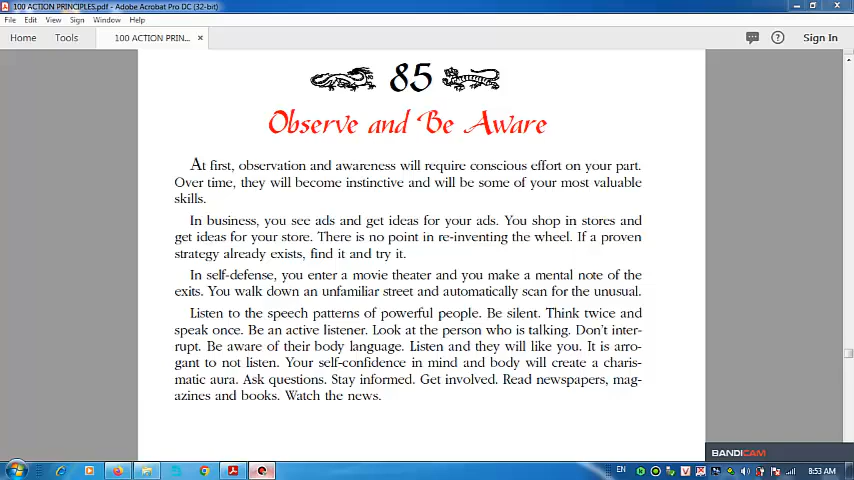 100 ACTION PRINCIPLES.pdf - Adobe Acrobat Pro DC (32-bit)
File Edit View Sign Window Help
Home Tools 100 ACTION PRIN... × Sign In
85
Observe and Be Aware
At first, observation and awareness will require conscious effort on your part.
Over time, they will become instinctive and will be some of your most valuable
skills.
In business, you see ads and get ideas for your ads. You shop in stores and
get ideas for your store. There is no point in re-inventing the wheel. If a proven
strategy already exists, find it and try it.
In self-defense, you enter a movie theater and you make a mental note of the
exits. You walk down an unfamiliar street and automatically scan for the unusual.
Listen to the speech patterns of powerful people. Be silent. Think twice and
speak once. Be an active listener. Look at the person who is talking. Don't inter-
rupt. Be aware of their body language. Listen and they will like you. It is arro-
gant to not listen. Your self-confidence in mind and body will create a charis-
matic aura. Ask questions. Stay informed. Get involved. Read newspapers, mag-
azines and books. Watch the news.
BANDICAM
EN 8:53 AM